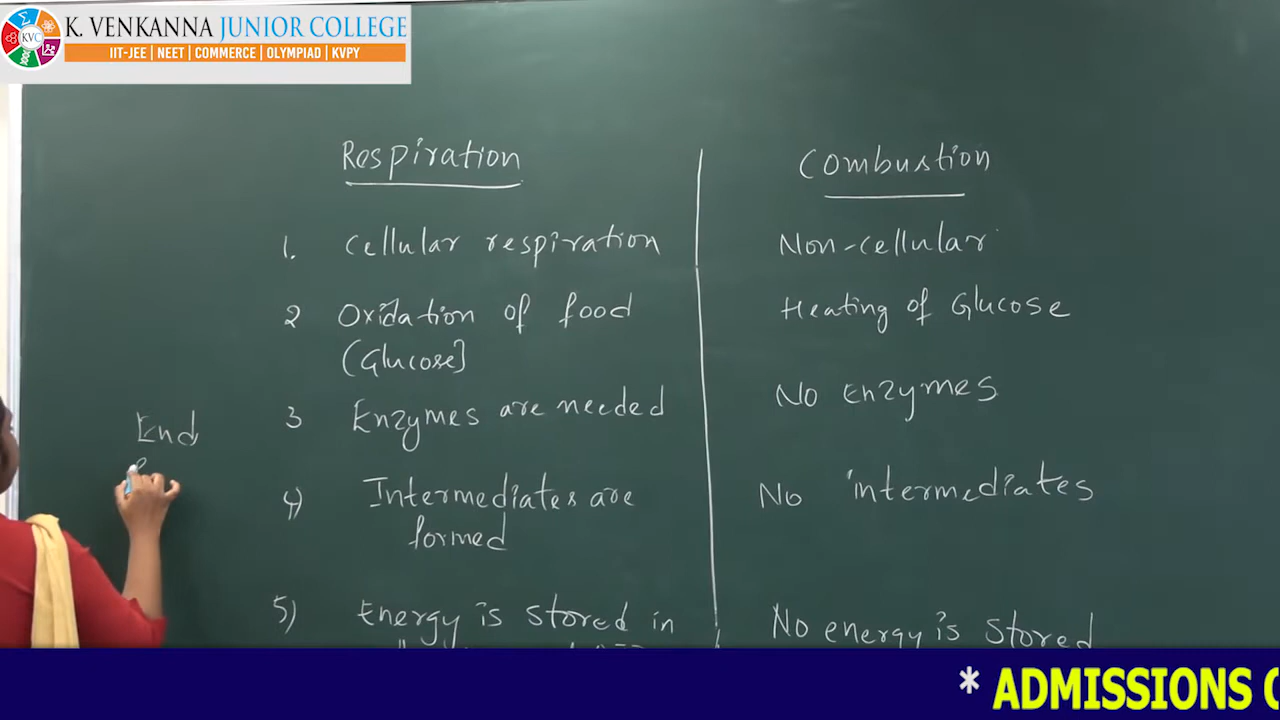 K. VENKANNA JUNIOR COLLEGE
KVC
IIT-JEE | NEET | COMMERCE | OLYMPIAD | KVPY
Respiration
Combustion
1. Cellular respiration
Non-cellular
2 Oxidation of food
(Glucose]
Heating of Glucose
3 Enzymes are needed
No Enzymes
End
4) Intermediates are
formed
No intermediates
5) Energy is stored in
No energy is stored
* ADMISSIONS